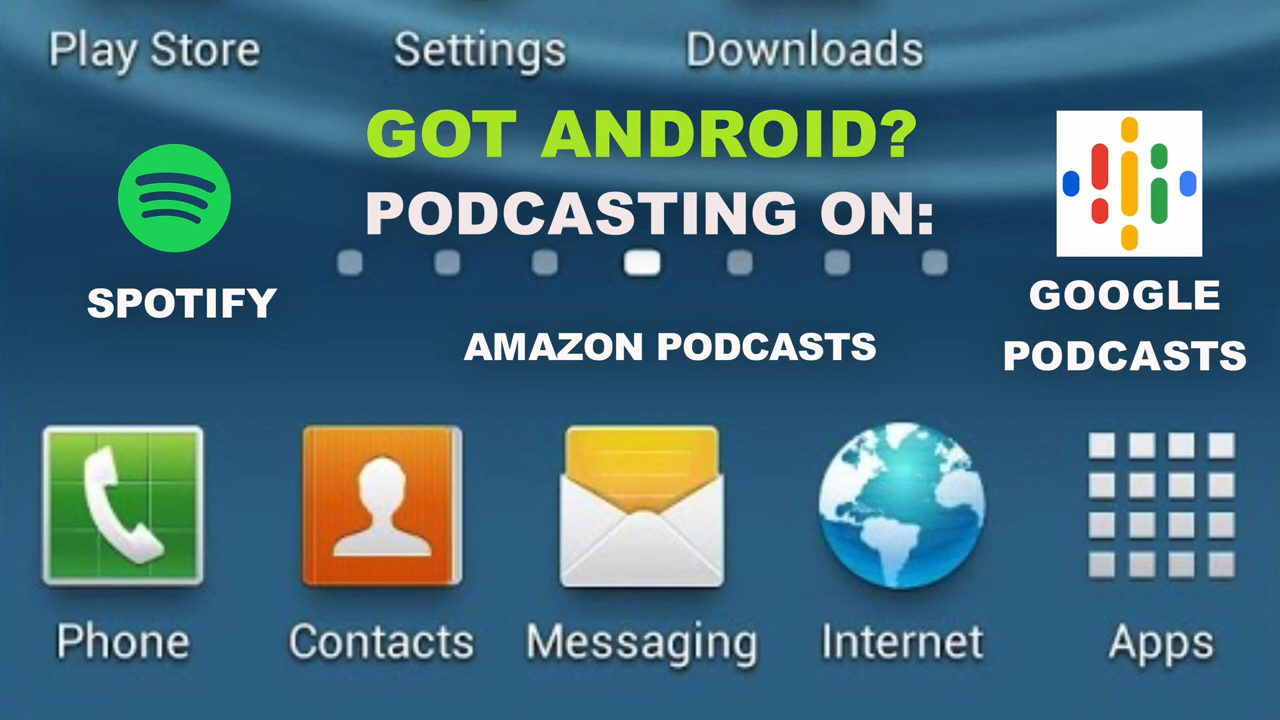 Play Store
Settings
Downloads
GOT ANDROID?
PODCASTING ON:
SPOTIFY
GOOGLE
PODCASTS
AMAZON PODCASTS
Phone
Contacts
Messaging
Internet
Apps